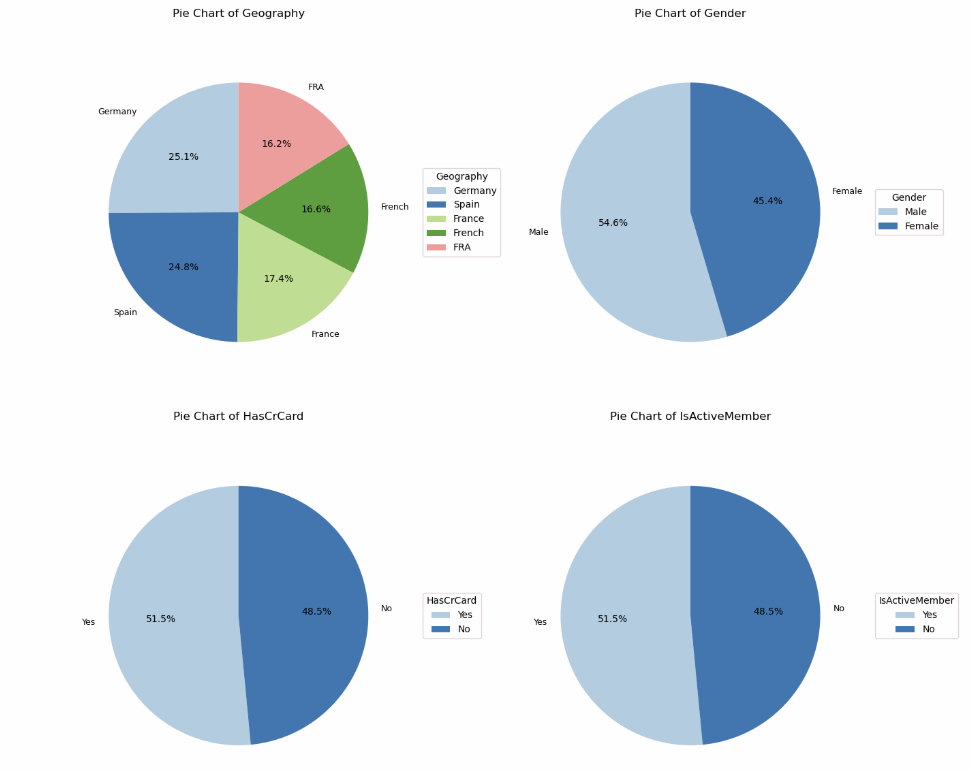 Pie Chart of Geography
FRA
Germany
25.1%
16.2%
French
16.6%
24.8%
17.4%
Spain
France
Geography
Germany
Spain
France
French
FRA
Pie Chart of Gender
Female
45.4%
54.6%
Male
Gender
Male
Female
Pie Chart of HasCrCard
No
48.5%
51.5%
Yes
HasCrCard
Yes
No
Pie Chart of IsActiveMember
No
48.5%
51.5%
Yes
IsActiveMember
Yes
No